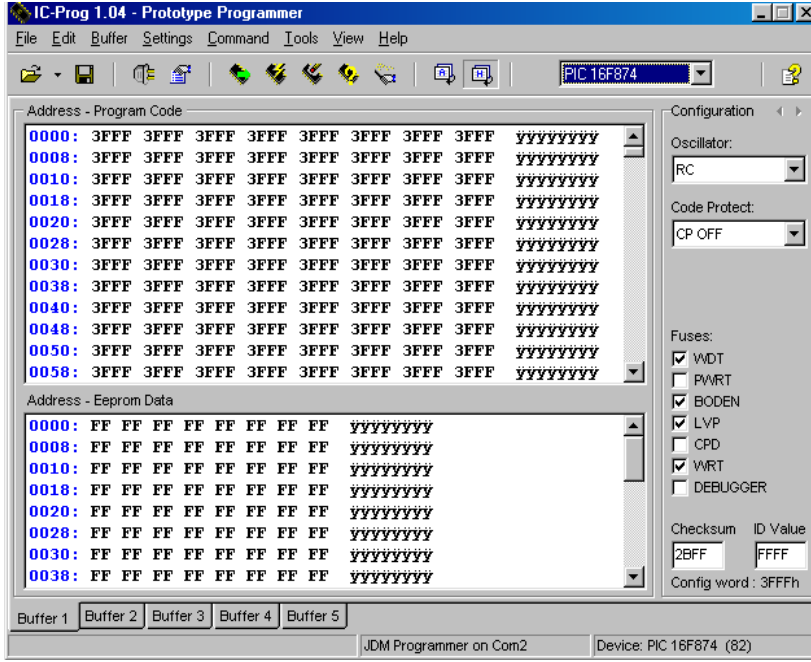 IC-Prog 1.04 - Prototype Programmer
File Edit Buffer Settings Command Tools View Help
PIC 16F874
Address - Program Code
0000: 3FFF 3FFF 3FFF 3FFF 3FFF 3FFF 3FFF 3FFF ÿÿÿÿÿÿÿÿ
0008: 3FFF 3FFF 3FFF 3FFF 3FFF 3FFF 3FFF 3FFF ÿÿÿÿÿÿÿÿ
0010: 3FFF 3FFF 3FFF 3FFF 3FFF 3FFF 3FFF 3FFF ÿÿÿÿÿÿÿÿ
0018: 3FFF 3FFF 3FFF 3FFF 3FFF 3FFF 3FFF 3FFF ÿÿÿÿÿÿÿÿ
0020: 3FFF 3FFF 3FFF 3FFF 3FFF 3FFF 3FFF 3FFF ÿÿÿÿÿÿÿÿ
0028: 3FFF 3FFF 3FFF 3FFF 3FFF 3FFF 3FFF 3FFF ÿÿÿÿÿÿÿÿ
0030: 3FFF 3FFF 3FFF 3FFF 3FFF 3FFF 3FFF 3FFF ÿÿÿÿÿÿÿÿ
0038: 3FFF 3FFF 3FFF 3FFF 3FFF 3FFF 3FFF 3FFF ÿÿÿÿÿÿÿÿ
0040: 3FFF 3FFF 3FFF 3FFF 3FFF 3FFF 3FFF 3FFF ÿÿÿÿÿÿÿÿ
0048: 3FFF 3FFF 3FFF 3FFF 3FFF 3FFF 3FFF 3FFF ÿÿÿÿÿÿÿÿ
0050: 3FFF 3FFF 3FFF 3FFF 3FFF 3FFF 3FFF 3FFF ÿÿÿÿÿÿÿÿ
0058: 3FFF 3FFF 3FFF 3FFF 3FFF 3FFF 3FFF 3FFF ÿÿÿÿÿÿÿÿ
Address - Eeprom Data
0000: FF FF FF FF FF FF FF FF ÿÿÿÿÿÿÿÿ
0008: FF FF FF FF FF FF FF FF ÿÿÿÿÿÿÿÿ
0010: FF FF FF FF FF FF FF FF ÿÿÿÿÿÿÿÿ
0018: FF FF FF FF FF FF FF FF ÿÿÿÿÿÿÿÿ
0020: FF FF FF FF FF FF FF FF ÿÿÿÿÿÿÿÿ
0028: FF FF FF FF FF FF FF FF ÿÿÿÿÿÿÿÿ
0030: FF FF FF FF FF FF FF FF ÿÿÿÿÿÿÿÿ
0038: FF FF FF FF FF FF FF FF ÿÿÿÿÿÿÿÿ
Configuration
Oscillator:
RC
Code Protect:
CP OFF
Fuses:
WDT
PWRT
BODEN
LVP
CPD
WRT
DEBUGGER
Checksum ID Value
2BFF FFFF
Config word : 3FFFh
Buffer 1 Buffer 2 Buffer 3 Buffer 4 Buffer 5
JDM Programmer on Com2 Device: PIC 16F874 (82)